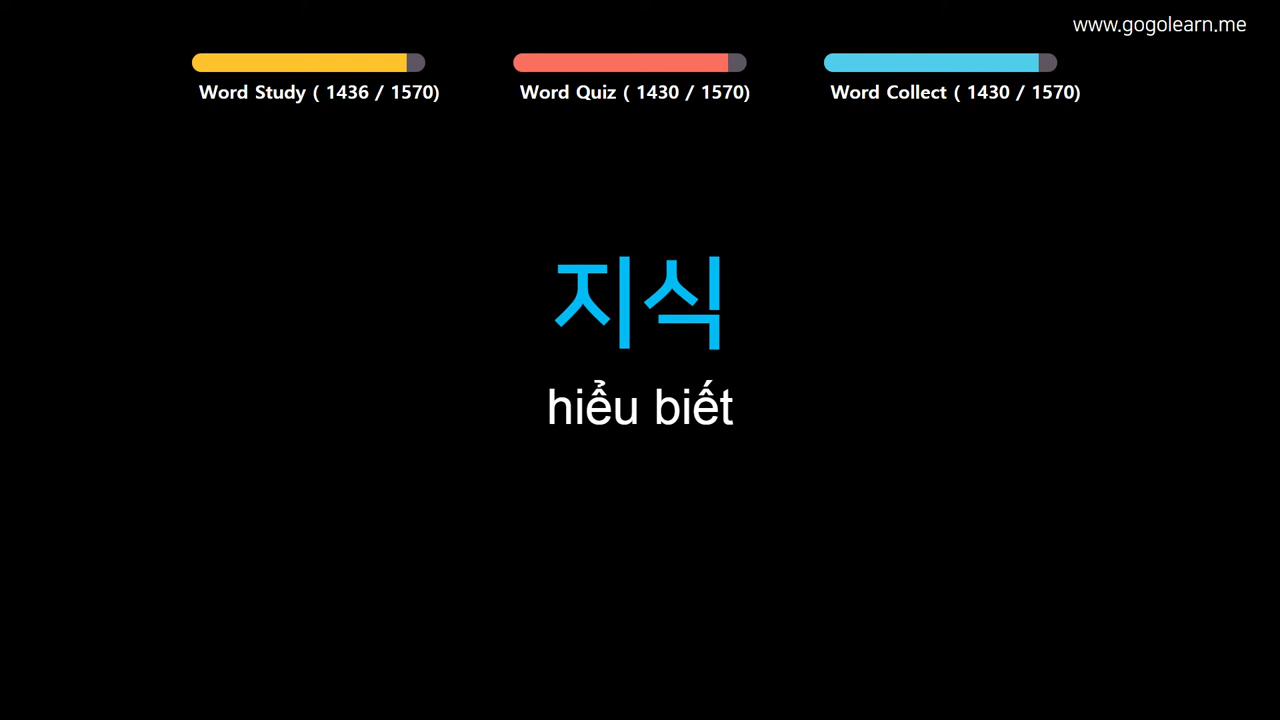 www.gogolearn.me
Word Study ( 1436 / 1570)
Word Quiz ( 1430 / 1570)
Word Collect ( 1430 / 1570)
지식
hiểu biết